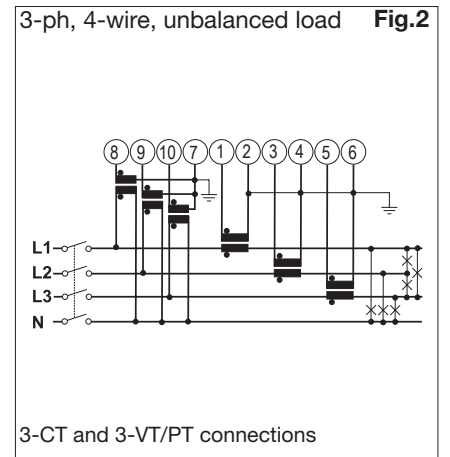 3-ph, 4-wire, unbalanced load Fig.2
8 9 10 7 1 2 3 4 5 6
L1
L2
L3
N
3-CT and 3-VT/PT connections